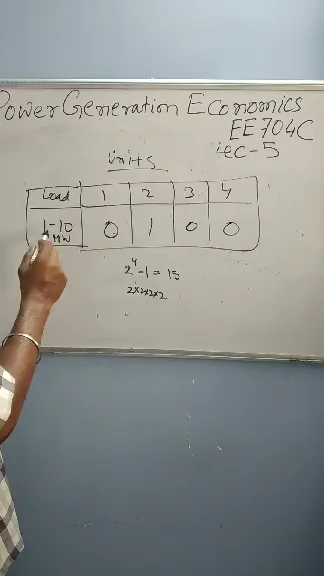 Power Generation Economics
EE704C
lec-5
Units
Load 1 2 3 4
1-10 0 1 0 0
MW
2⁴-1 = 15
2×2×2×2